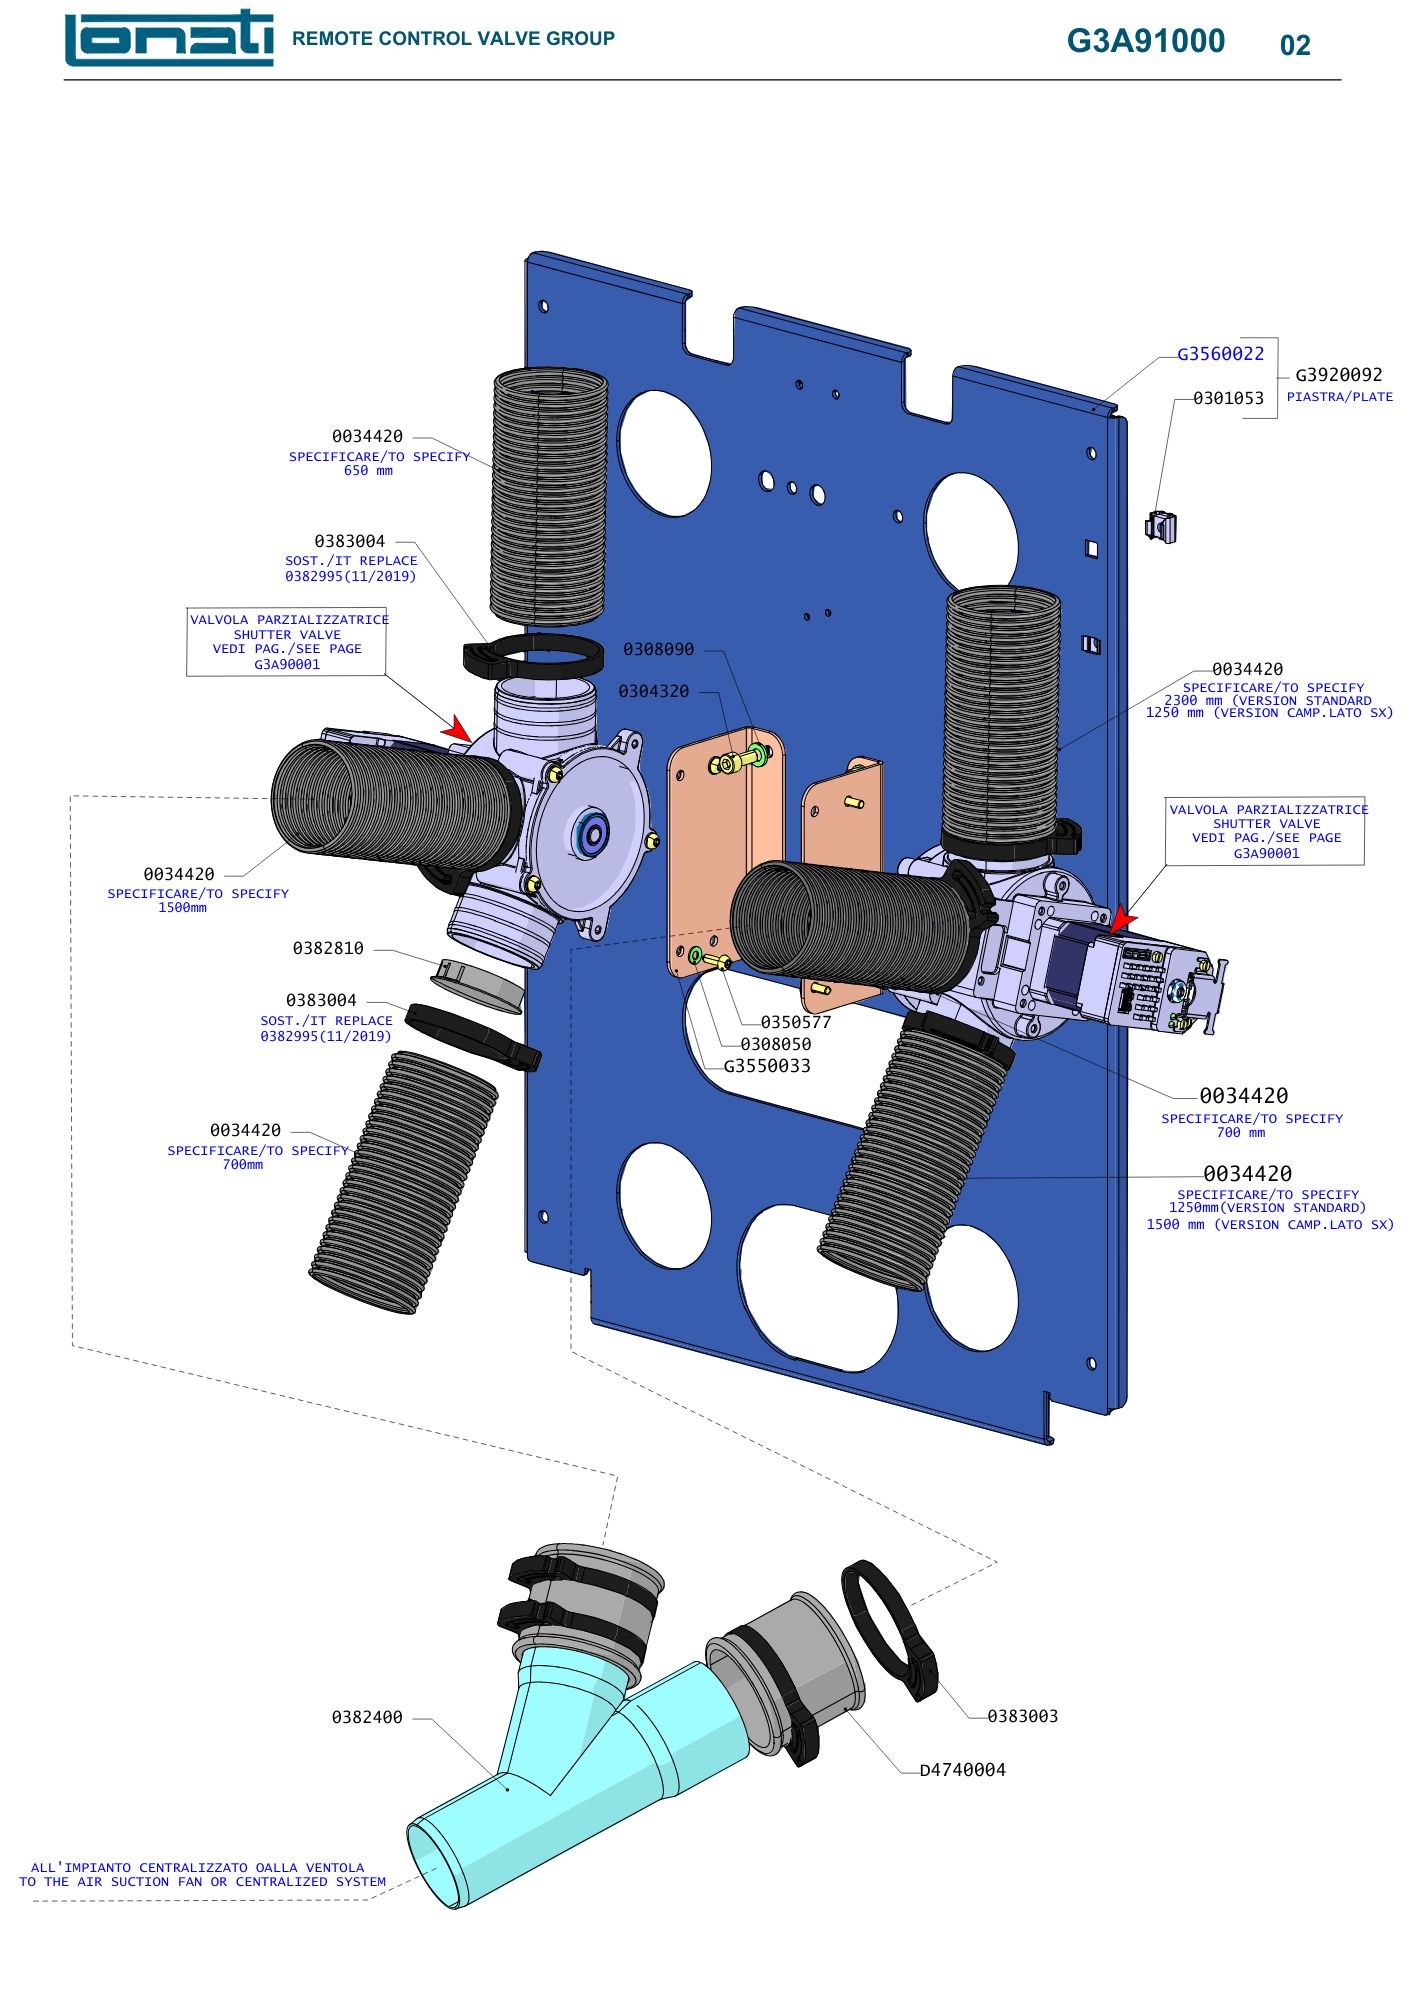 Lonati
REMOTE CONTROL VALVE GROUP
G3A91000
02
G3560022
G3920092
0301053
PIASTRA/PLATE
0034420
SPECIFICARE/TO SPECIFY
650 mm
0383004
SOST./IT REPLACE
0382995(11/2019)
VALVOLA PARZIALIZZATRICE
SHUTTER VALVE
VEDI PAG./SEE PAGE
G3A90001
0308090
0304320
0034420
SPECIFICARE/TO SPECIFY
2300 mm (VERSION STANDARD
1250 mm (VERSION CAMP.LATO SX)
VALVOLA PARZIALIZZATRICE
SHUTTER VALVE
VEDI PAG./SEE PAGE
G3A90001
0034420
SPECIFICARE/TO SPECIFY
1500mm
0382810
0383004
SOST./IT REPLACE
0382995(11/2019)
0350577
0308050
G3550033
0034420
SPECIFICARE/TO SPECIFY
700 mm
0034420
SPECIFICARE/TO SPECIFY
700mm
0034420
SPECIFICARE/TO SPECIFY
1250mm(VERSION STANDARD)
1500 mm (VERSION CAMP.LATO SX)
0382400
0383003
D4740004
ALL'IMPIANTO CENTRALIZZATO OALLA VENTOLA
TO THE AIR SUCTION FAN OR CENTRALIZED SYSTEM